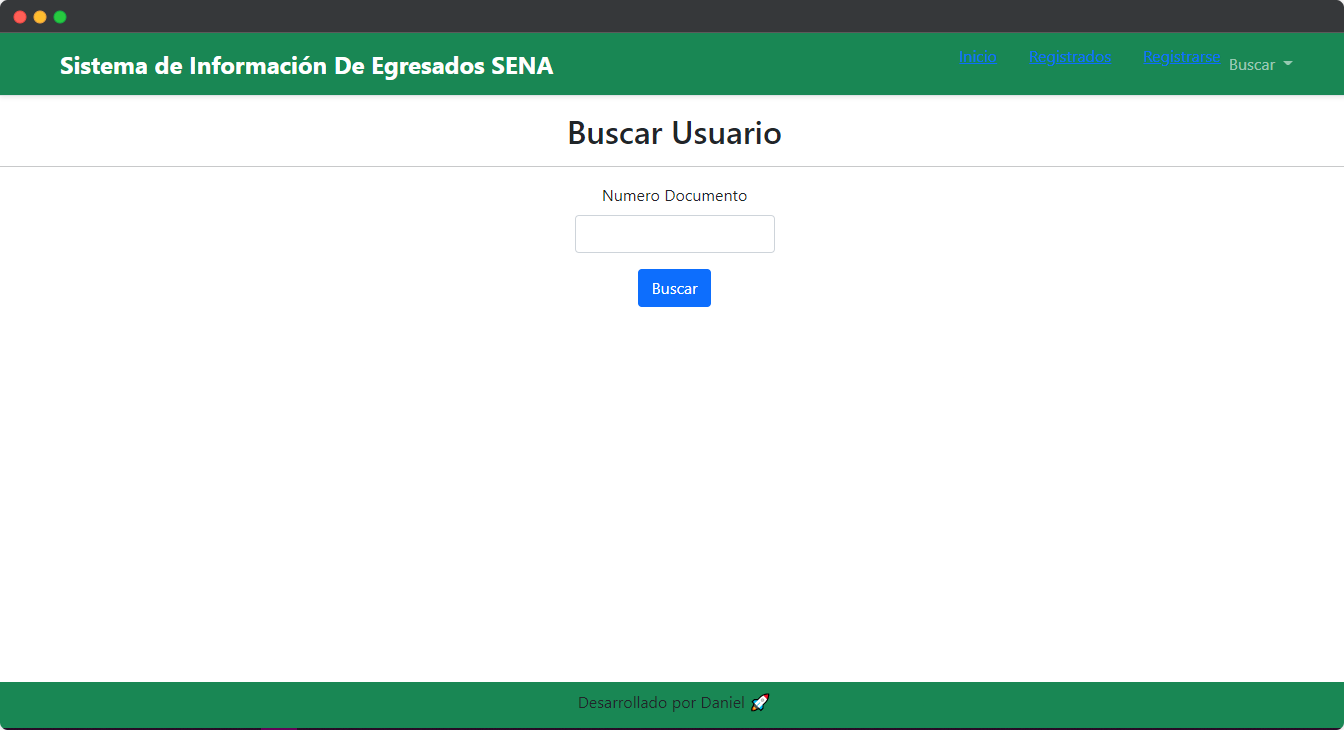 Sistema de Información De Egresados SENA
Inicio Registrados Registrarse Buscar
Buscar Usuario
Numero Documento
Buscar
Desarrollado por Daniel 🚀